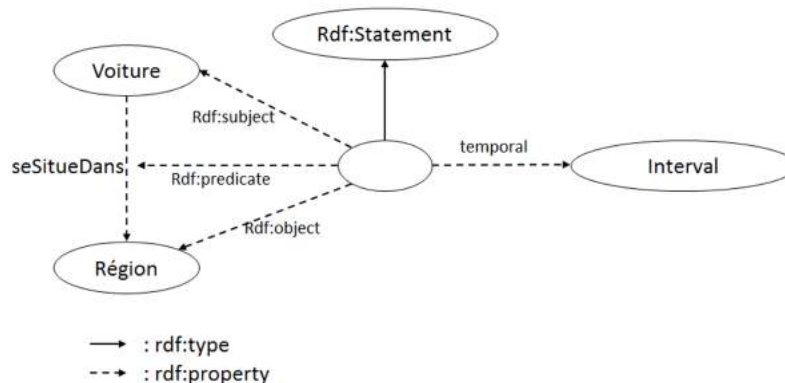 Rdf:Statement
Voiture
Rdf:subject
temporal
seSitueDans
Rdf:predicate
Interval
Rdf:object
Région
: rdf:type
: rdf:property